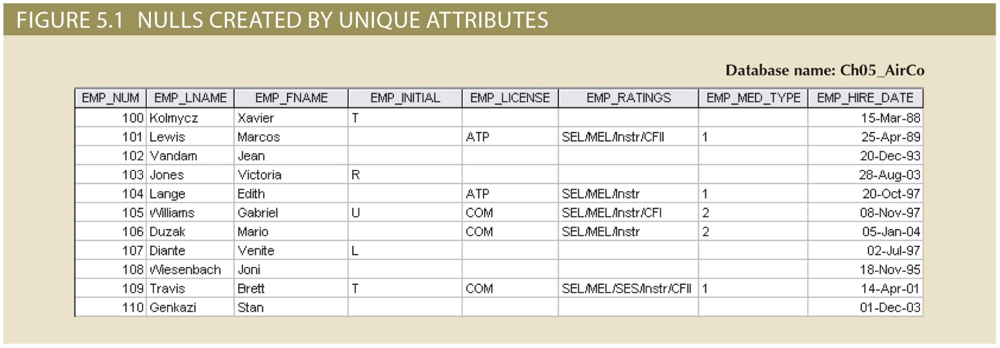 FIGURE 5.1 NULLS CREATED BY UNIQUE ATTRIBUTES
Database name: Ch05_AirCo
EMP_NUM EMP_LNAME EMP_FNAME EMP_INITIAL EMP_LICENSE EMP_RATINGS EMP_MED_TYPE EMP_HIRE_DATE
100 Kolmycz Xavier T 15-Mar-88
101 Lewis Marcos ATP SEL/MEL/Instr/CFII 1 25-Apr-89
102 Vandam Jean 20-Dec-93
103 Jones Victoria R 28-Aug-03
104 Lange Edith ATP SEL/MEL/Instr 1 20-Oct-97
105 Williams Gabriel U COM SEL/MEL/Instr/CFI 2 08-Nov-97
106 Duzak Mario COM SEL/MEL/Instr 2 05-Jan-04
107 Diante Venite L 02-Jul-97
108 Wiesenbach Joni 18-Nov-95
109 Travis Brett T COM SEL/MEL/SES/Instr/CFII 1 14-Apr-01
110 Genkazi Stan 01-Dec-03